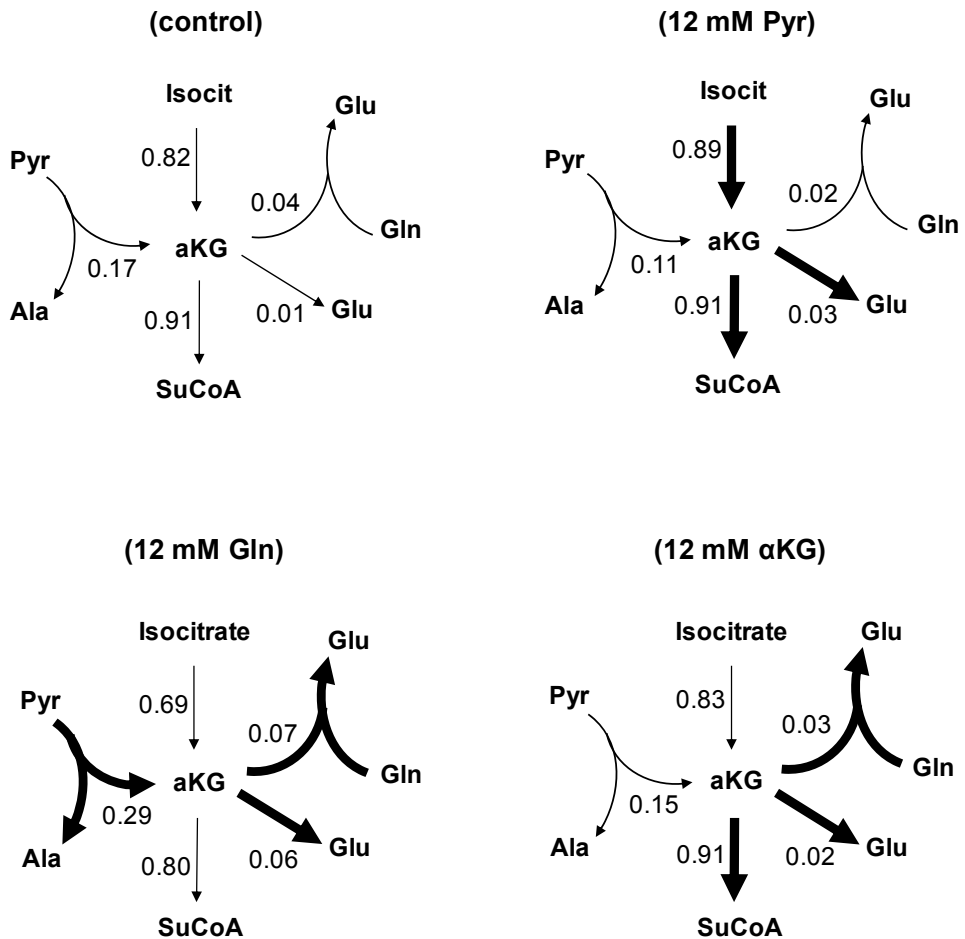 (control)
Isocit
Glu
Pyr
0.82
0.04
Gln
aKG
0.17
Ala
0.91
0.01
Glu
SuCoA
(12 mM Pyr)
Isocit
Glu
0.89
Pyr
0.02
Gln
aKG
0.11
Ala
0.91
0.03
Glu
SuCoA
(12 mM Gln)
Isocitrate
Glu
Pyr
0.69
0.07
Gln
aKG
0.29
Ala
0.80
0.06
Glu
SuCoA
(12 mM αKG)
Isocitrate
Glu
Pyr
0.83
0.03
Gln
aKG
0.15
Ala
0.91
0.02
Glu
SuCoA